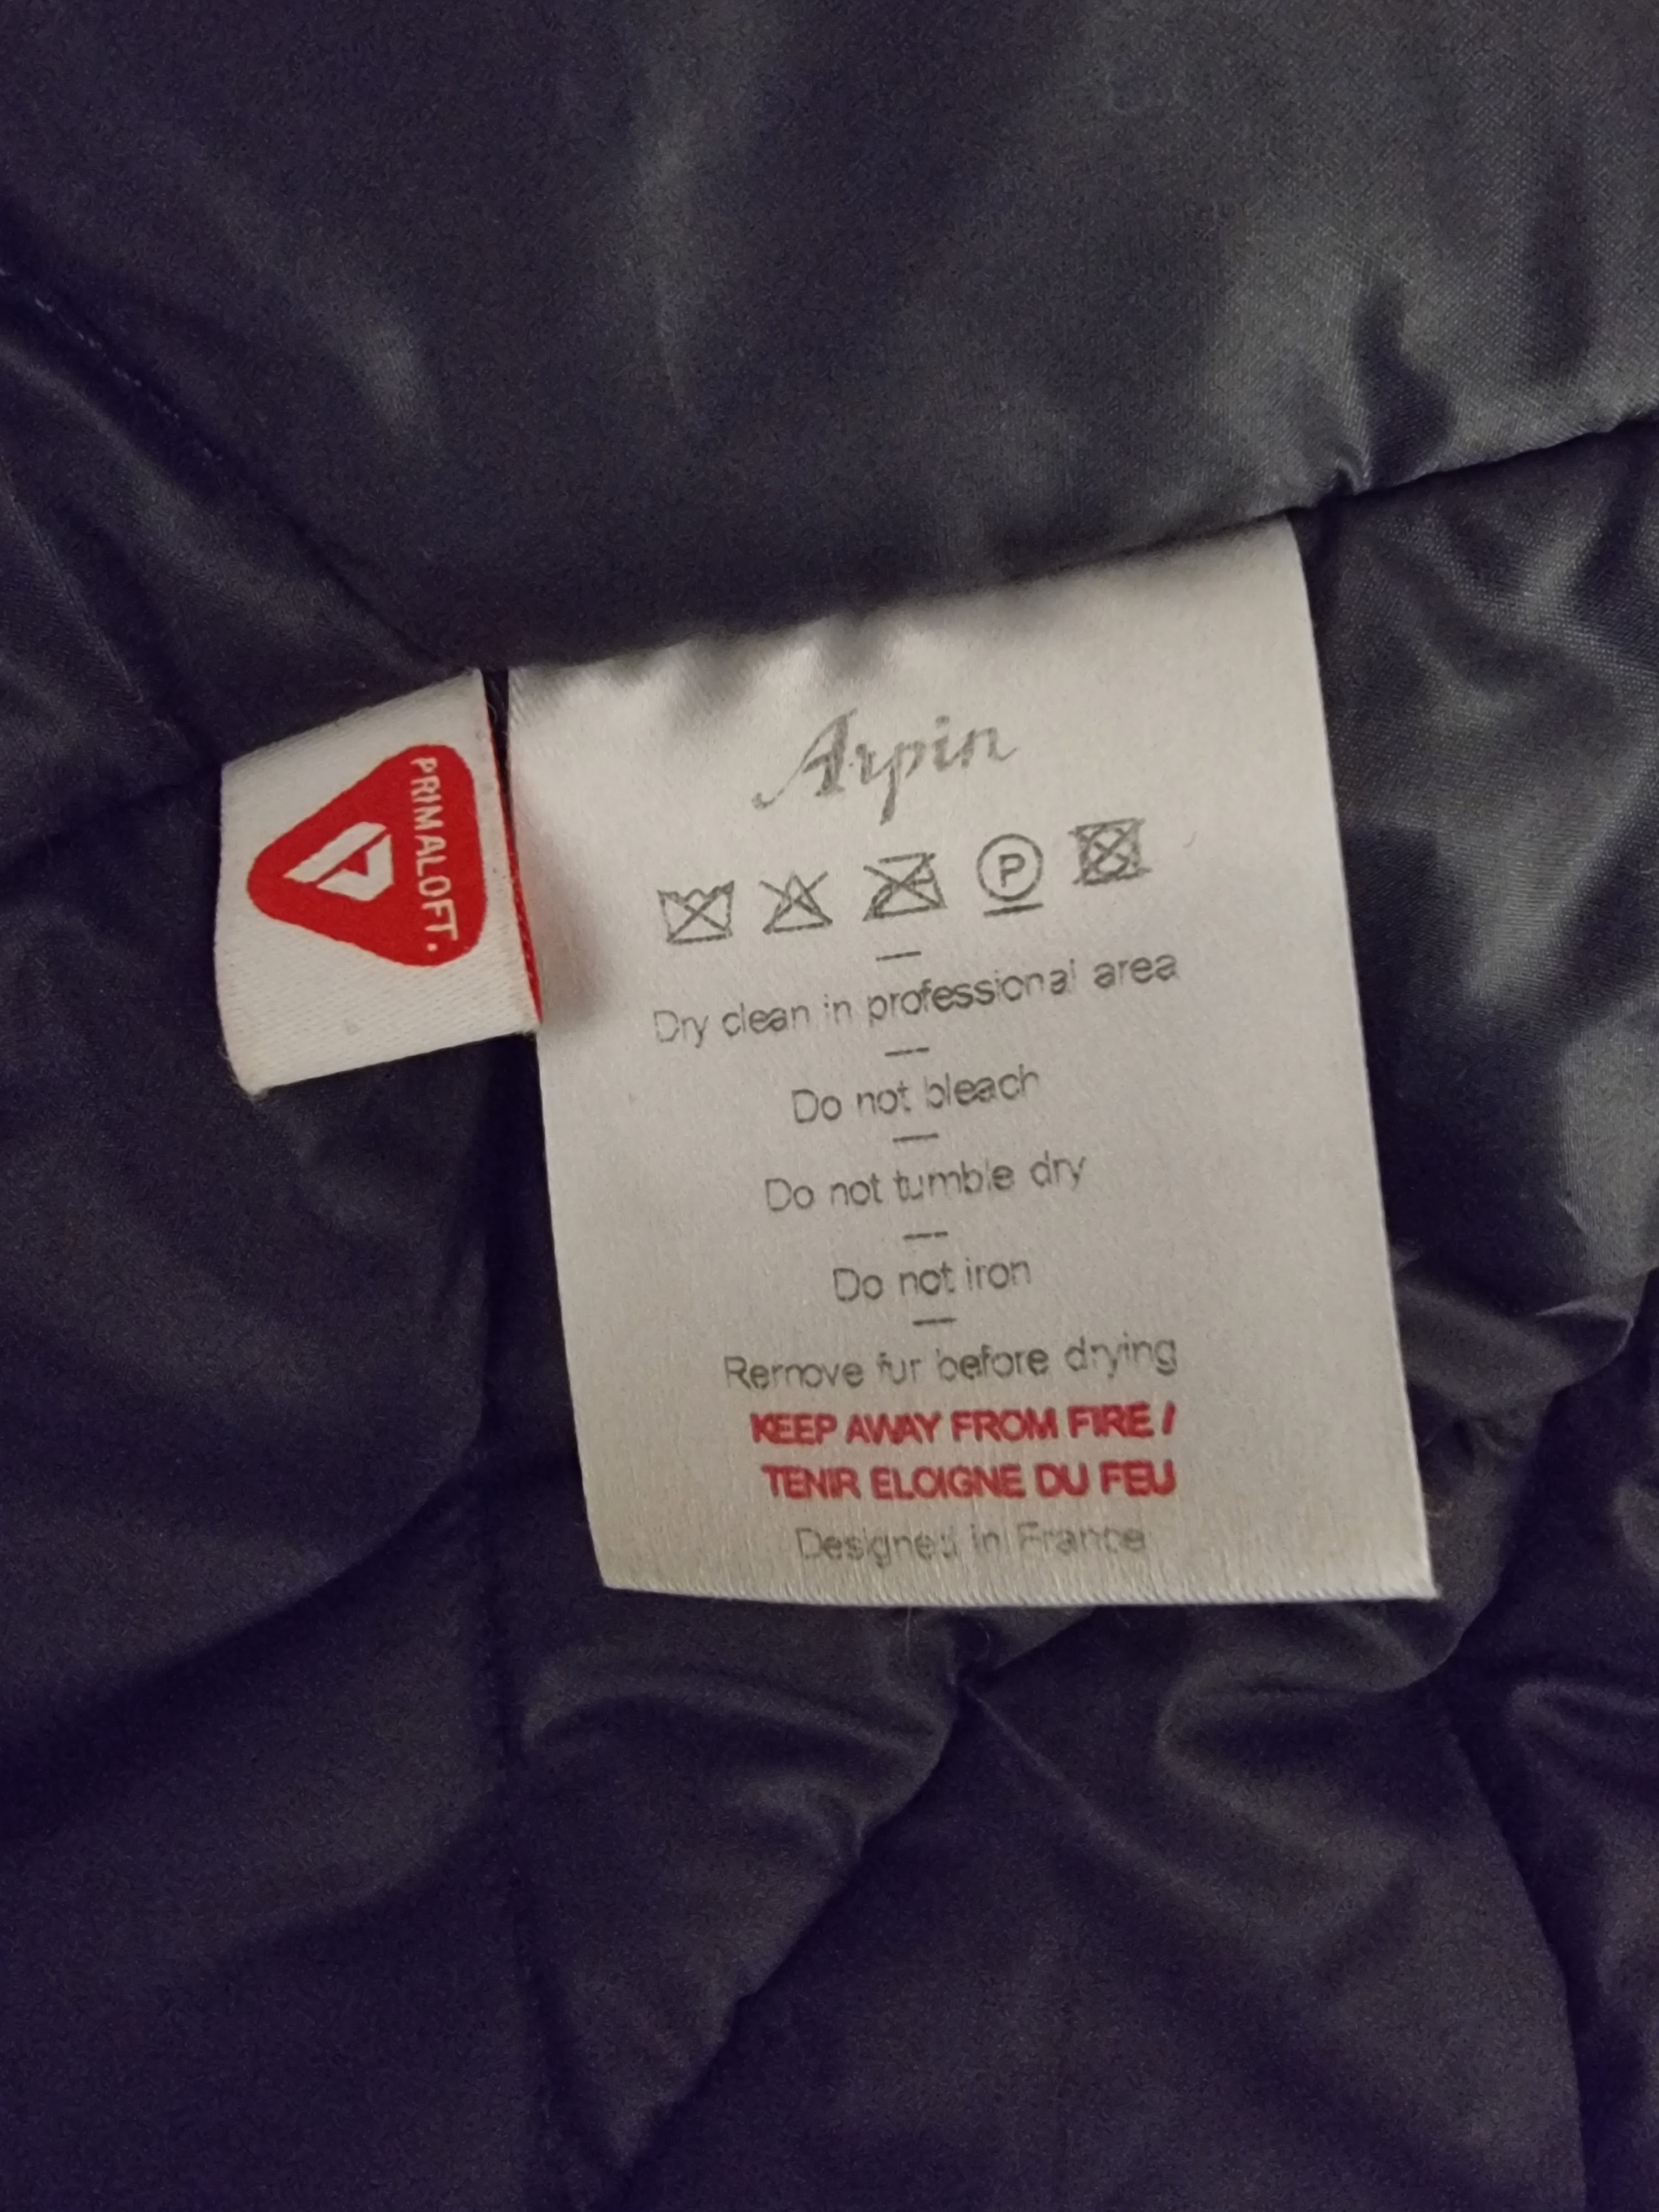 PRIMALOFT.
Arpin
P
Dry clean in professional area
Do not bleach
Do not tumble dry
Do not iron
Remove fur before drying
KEEP AWAY FROM FIRE /
TENIR ELOIGNE DU FEU
Designed in France